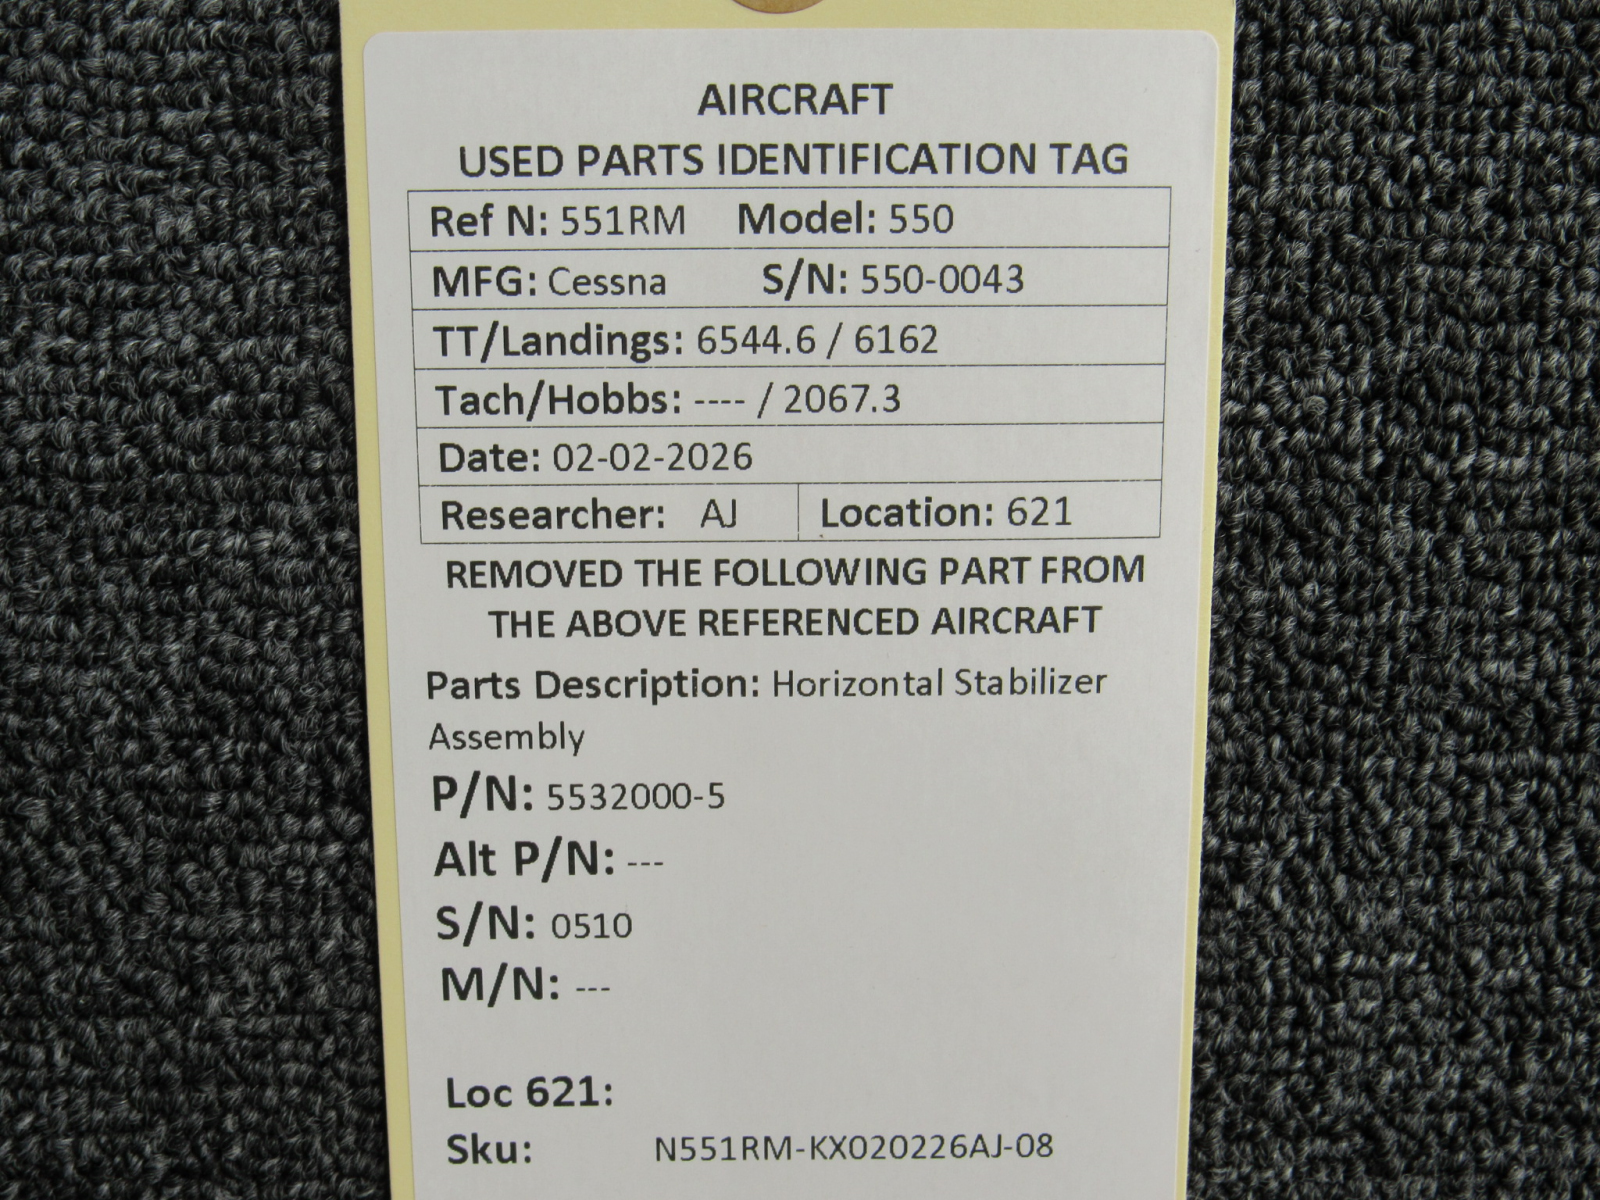 AIRCRAFT
USED PARTS IDENTIFICATION TAG
Ref N: 551RM Model: 550
MFG: Cessna S/N: 550-0043
TT/Landings: 6544.6 / 6162
Tach/Hobbs: ---- / 2067.3
Date: 02-02-2026
Researcher: AJ Location: 621
REMOVED THE FOLLOWING PART FROM
THE ABOVE REFERENCED AIRCRAFT
Parts Description: Horizontal Stabilizer
Assembly
P/N: 5532000-5
Alt P/N: ---
S/N: 0510
M/N: ---
Loc 621:
Sku: N551RM-KX020226AJ-08